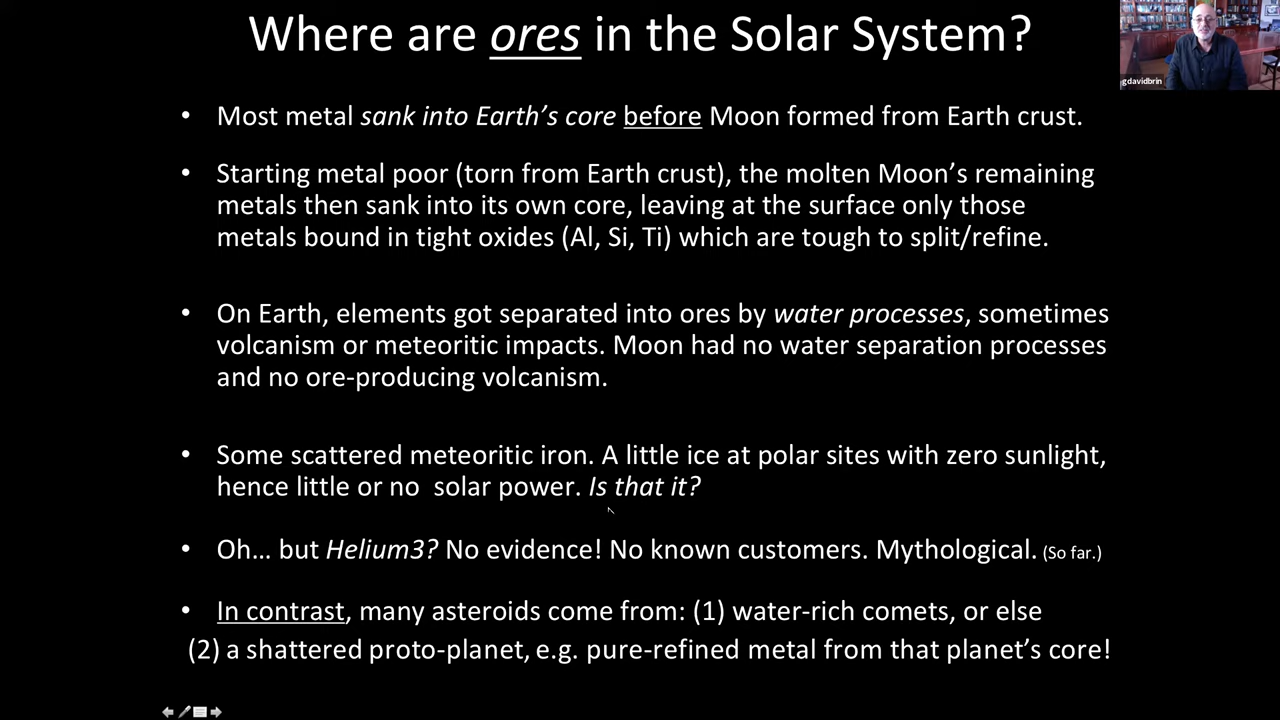 Where are ores in the Solar System?
gdavidbrin
• Most metal sank into Earth's core before Moon formed from Earth crust.
• Starting metal poor (torn from Earth crust), the molten Moon's remaining
metals then sank into its own core, leaving at the surface only those
metals bound in tight oxides (Al, Si, Ti) which are tough to split/refine.
• On Earth, elements got separated into ores by water processes, sometimes
volcanism or meteoritic impacts. Moon had no water separation processes
and no ore-producing volcanism.
• Some scattered meteoritic iron. A little ice at polar sites with zero sunlight,
hence little or no solar power. Is that it?
• Oh… but Helium3? No evidence! No known customers. Mythological. (So far.)
• In contrast, many asteroids come from: (1) water-rich comets, or else
(2) a shattered proto-planet, e.g. pure-refined metal from that planet's core!